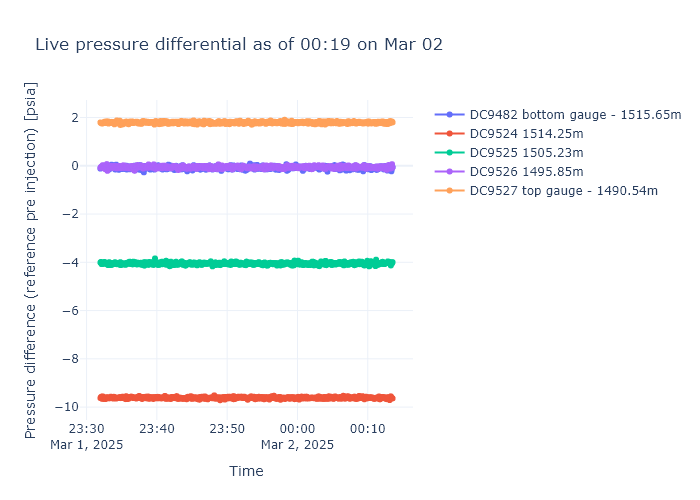 Live pressure differential as of 00:19 on Mar 02
Pressure difference (reference pre injection) [psia]
2
0
−2
−4
−6
−8
−10
23:30
Mar 1, 2025
23:40
23:50
00:00
Mar 2, 2025
00:10
Time
DC9482 bottom gauge - 1515.65m
DC9524 1514.25m
DC9525 1505.23m
DC9526 1495.85m
DC9527 top gauge - 1490.54m